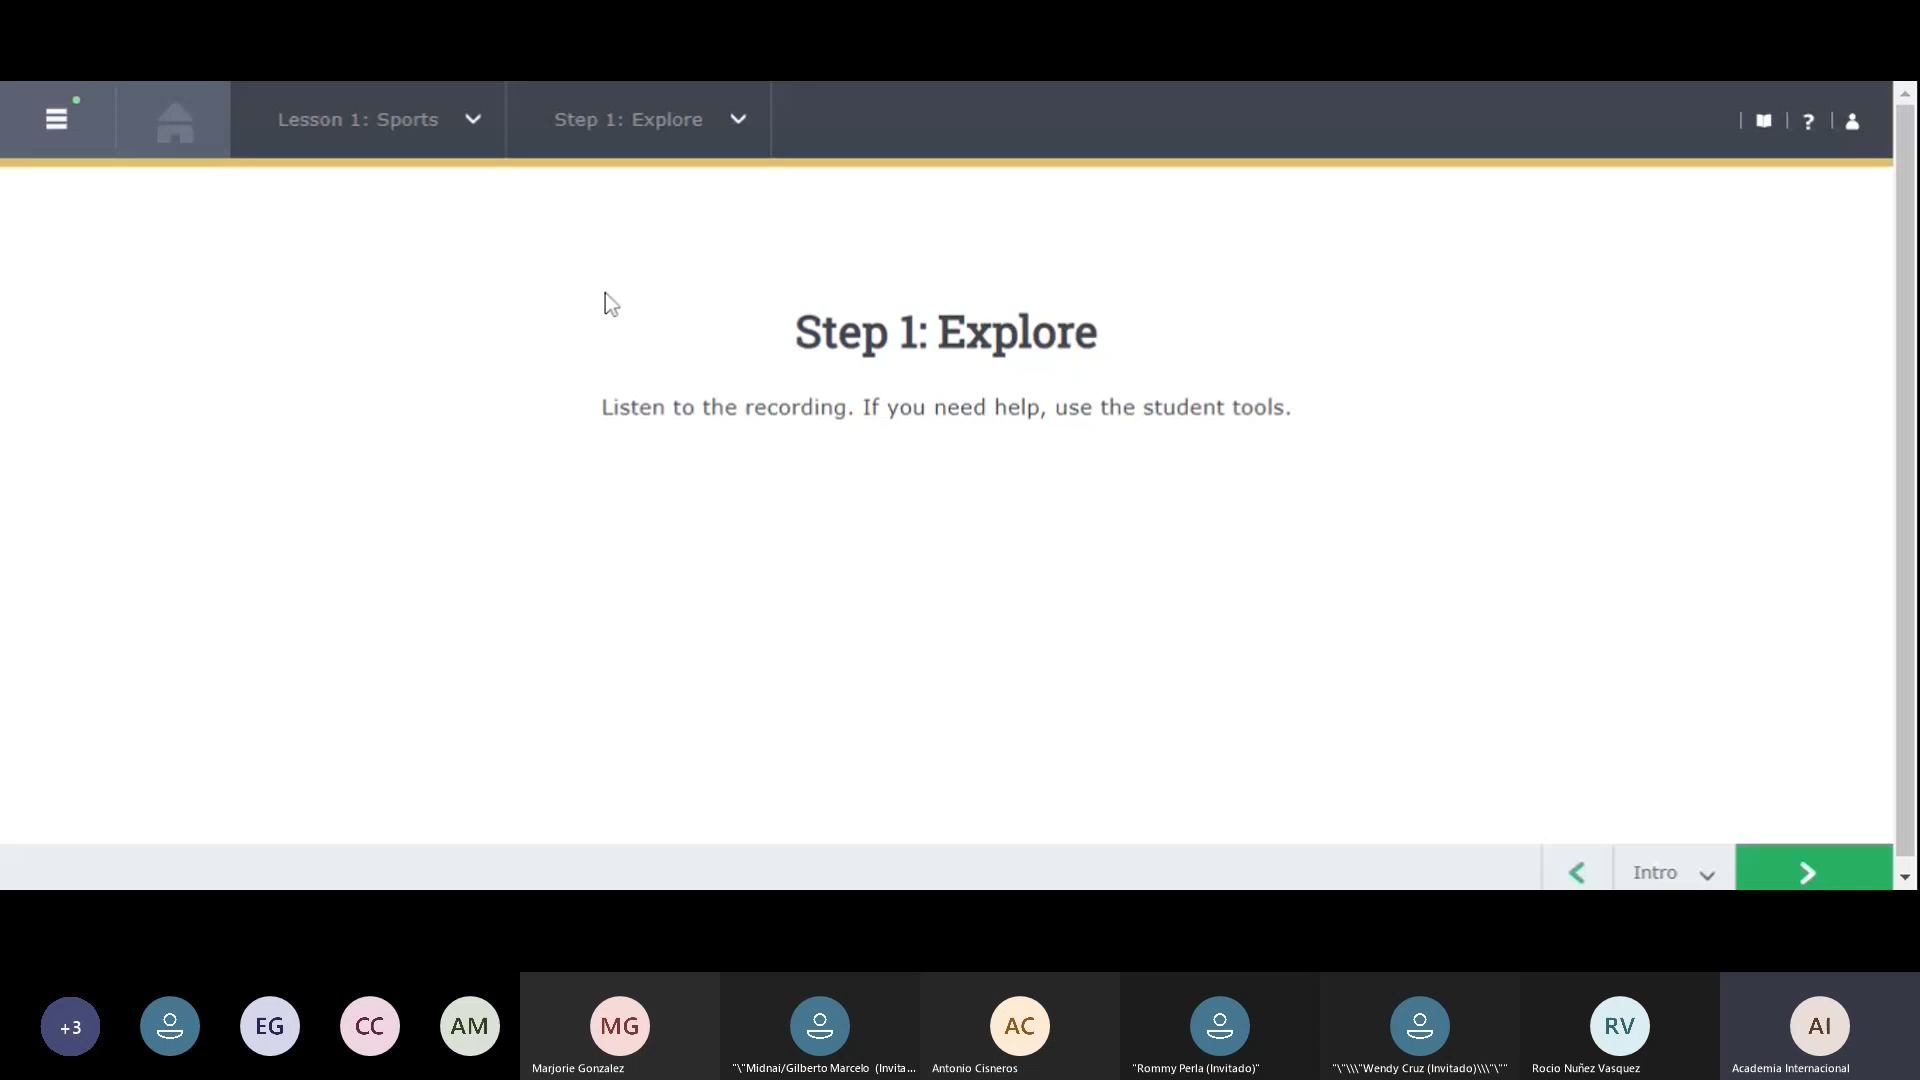 Lesson 1: Sports
Step 1: Explore
?
Step 1: Explore
Listen to the recording. If you need help, use the student tools.
Intro
+3
EG
CC
AM
MG
Marjorie Gonzalez
"\"Midnai/Gilberto Marcelo (Invita...
AC
Antonio Cisneros
"Rommy Perla (Invitado)"
"\"\\\"Wendy Cruz (Invitado)\\\"\""
RV
Rocio Nuñez Vasquez
AI
Academia Internacional